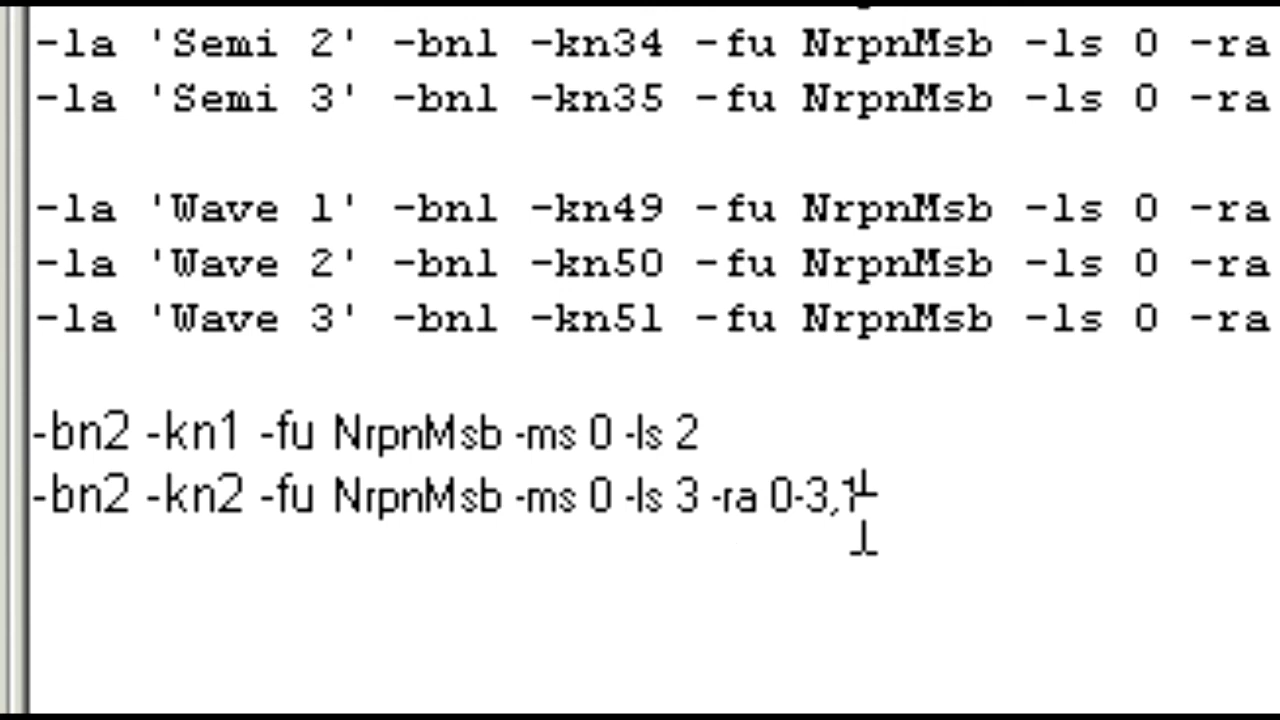 -la 'Semi 2' -bn1 -kn34 -fu NrpnMsb -ls 0 -ra
-la 'Semi 3' -bn1 -kn35 -fu NrpnMsb -ls 0 -ra
-la 'Wave 1' -bn1 -kn49 -fu NrpnMsb -ls 0 -ra
-la 'Wave 2' -bn1 -kn50 -fu NrpnMsb -ls 0 -ra
-la 'Wave 3' -bn1 -kn51 -fu NrpnMsb -ls 0 -ra
-bn2 -kn1 -fu NrpnMsb -ms 0 -ls 2
-bn2 -kn2 -fu NrpnMsb -ms 0 -ls 3 -ra 0-3,1